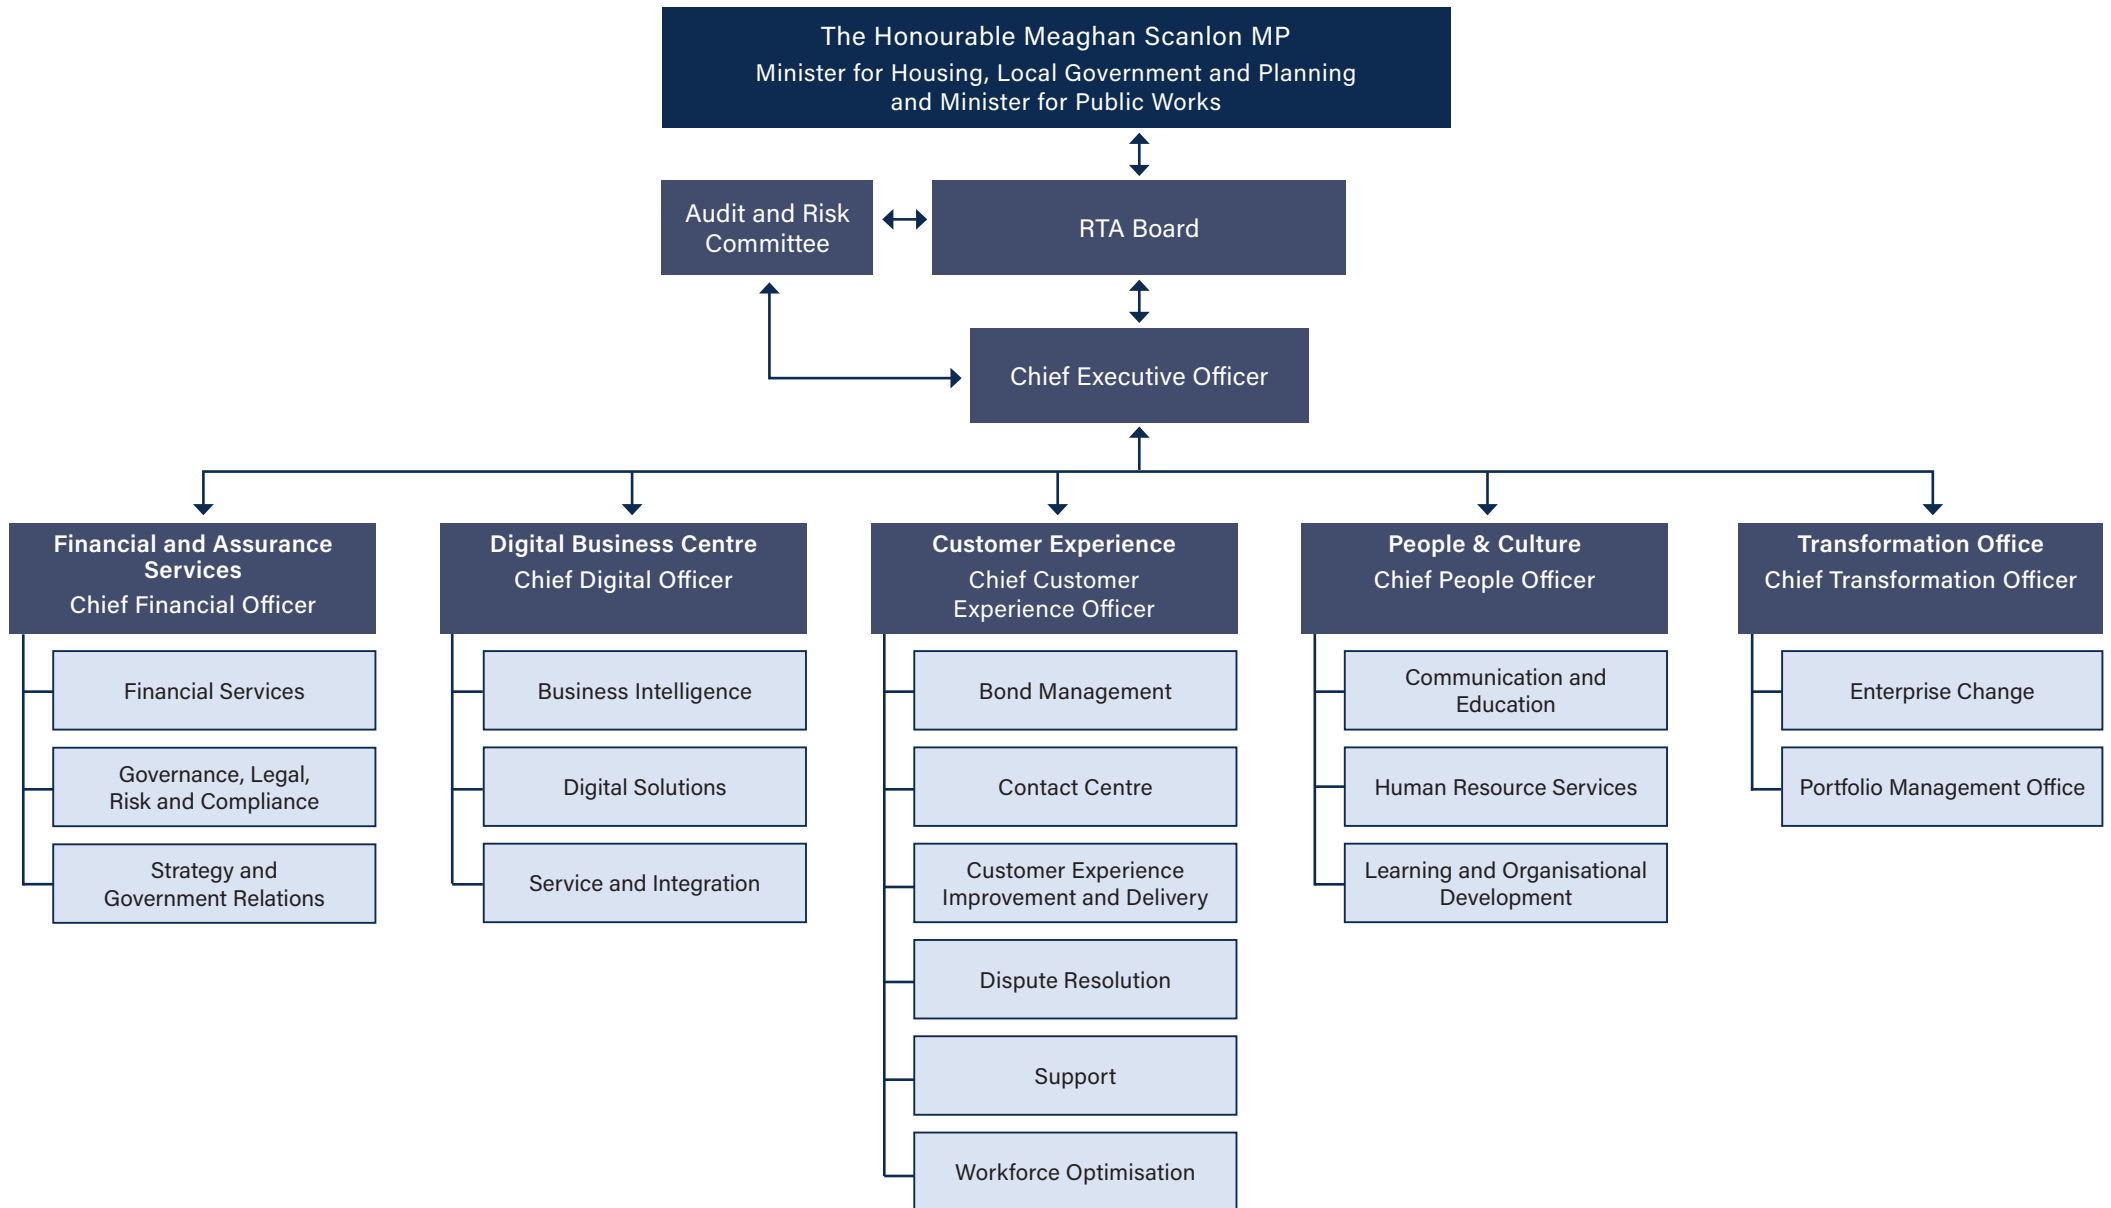 The Honourable Meaghan Scanlon MP
Minister for Housing, Local Government and Planning
and Minister for Public Works
Audit and Risk
Committee
RTA Board
Chief Executive Officer
Financial and Assurance
Services
Chief Financial Officer
Financial Services
Governance, Legal,
Risk and Compliance
Strategy and
Government Relations
Digital Business Centre
Chief Digital Officer
Business Intelligence
Digital Solutions
Service and Integration
Customer Experience
Chief Customer
Experience Officer
Bond Management
Contact Centre
Customer Experience
Improvement and Delivery
Dispute Resolution
Support
Workforce Optimisation
People & Culture
Chief People Officer
Communication and
Education
Human Resource Services
Learning and Organisational
Development
Transformation Office
Chief Transformation Officer
Enterprise Change
Portfolio Management Office